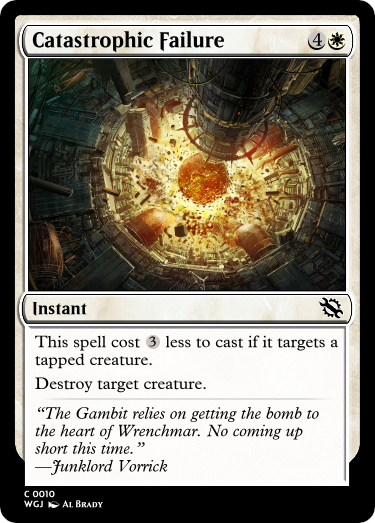 Catastrophic Failure 4
Instant
This spell cost 3 less to cast if it targets a
tapped creature.
Destroy target creature.
“The Gambit relies on getting the bomb to
the heart of Wrenchmar. No coming up
short this time.”
—Junklord Vorrick
C 0010
WGJ AL BRADY